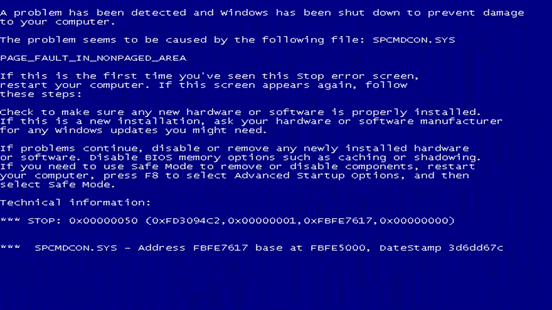 A problem has been detected and Windows has been shut down to prevent damage
to your computer.
The problem seems to be caused by the following file: SPCMDCON.SYS
PAGE_FAULT_IN_NONPAGED_AREA
If this is the first time you've seen this Stop error screen,
restart your computer. If this screen appears again, follow
these steps:
Check to make sure any new hardware or software is properly installed.
If this is a new installation, ask your hardware or software manufacturer
for any Windows updates you might need.
If problems continue, disable or remove any newly installed hardware
or software. Disable BIOS memory options such as caching or shadowing.
If you need to use Safe Mode to remove or disable components, restart
your computer, press F8 to select Advanced Startup Options, and then
select Safe Mode.
Technical information:
*** STOP: 0x00000050 (0xFD3094C2,0x00000001,0xFBFE7617,0x00000000)
*** SPCMDCON.SYS - Address FBFE7617 base at FBFE5000, DateStamp 3d6dd67c